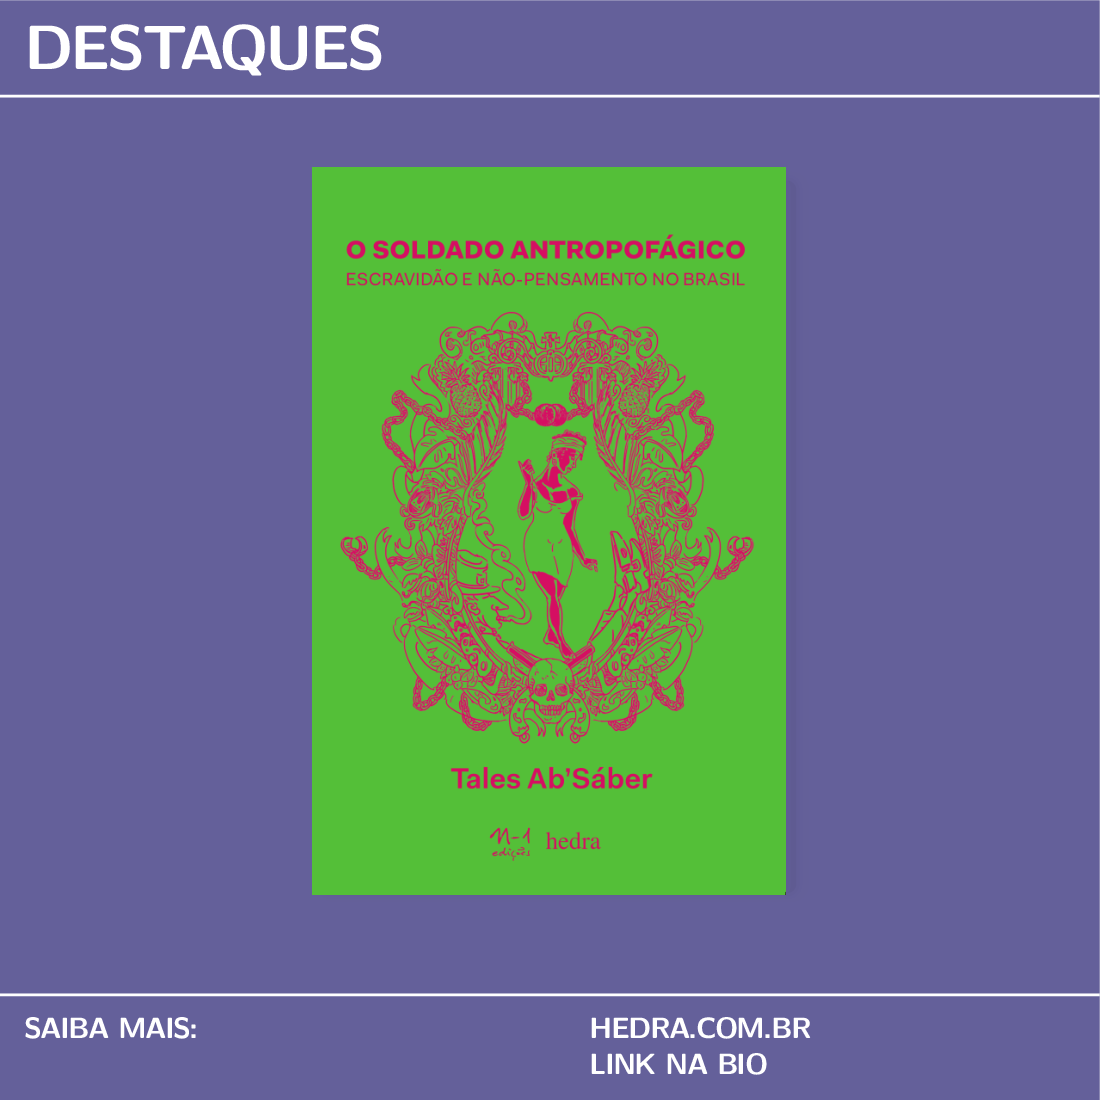 DESTAQUES
O SOLDADO ANTROPOFÁGICO
ESCRAVIDÃO E NÃO-PENSAMENTO NO BRASIL
Tales Ab'Sáber
n-1 edições hedra
SAIBA MAIS:
HEDRA.COM.BR
LINK NA BIO